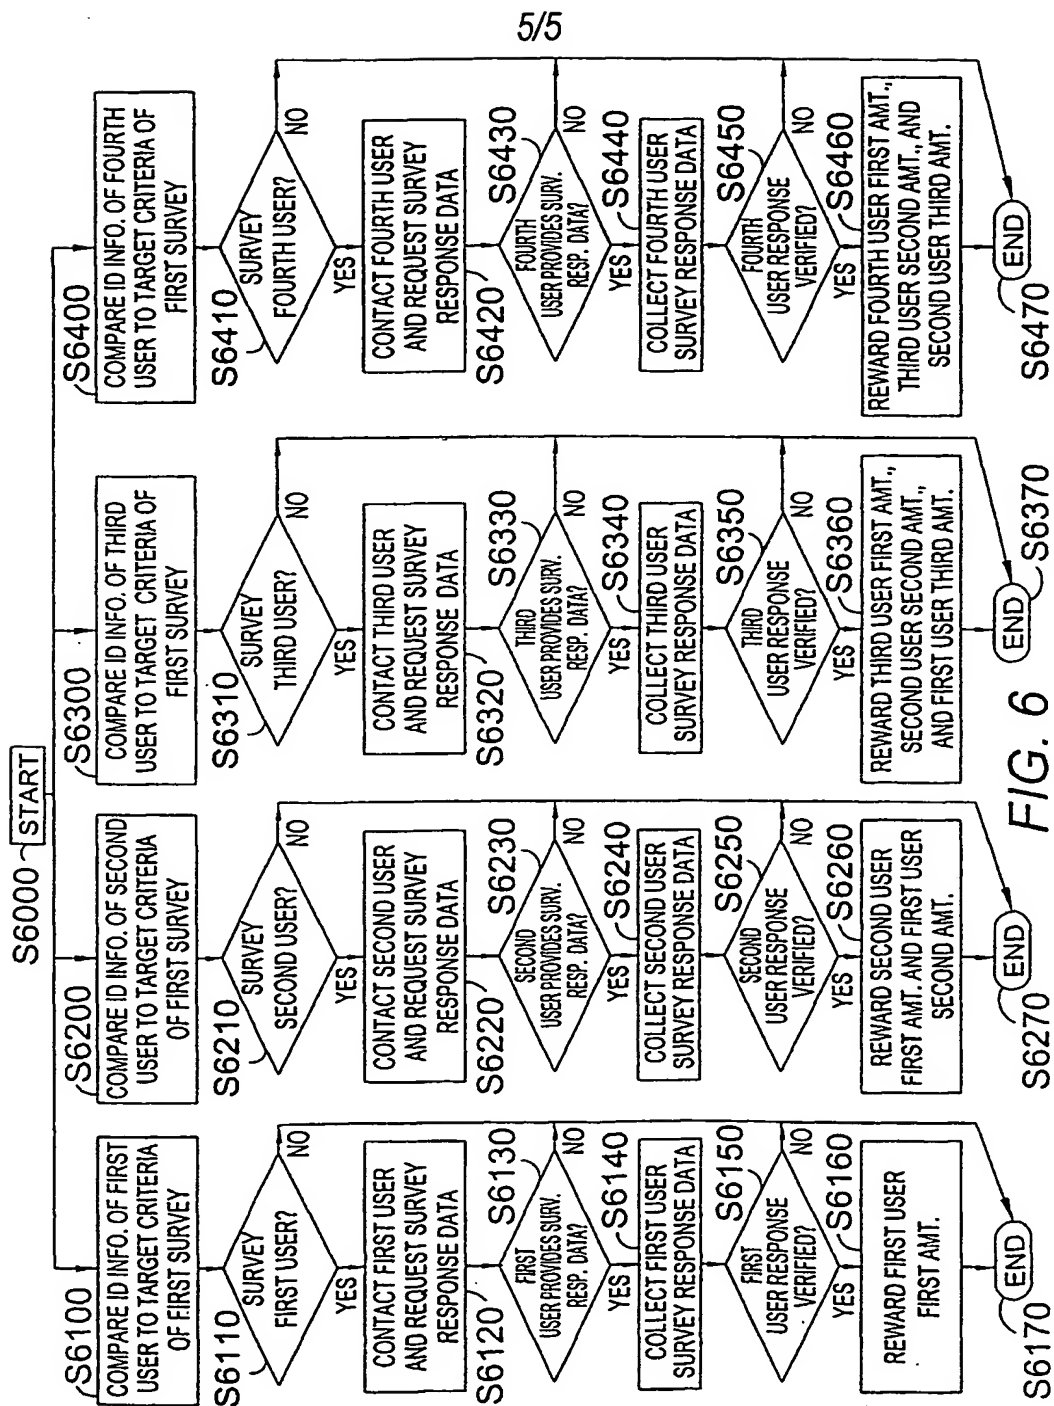 5/5
S6000
START
S6100
COMPARE ID INFO. OF FIRST
USER TO TARGET CRITERIA
OF FIRST SURVEY
S6110
SURVEY
FIRST USER?
NO
YES
CONTACT FIRST USER
AND REQUEST SURVEY
RESPONSE DATA
S6120
S6130
FIRST
USER PROVIDES SURV.
RESP. DATA?
NO
YES
S6140
COLLECT FIRST USER
SURVEY RESPONSE DATA
S6150
FIRST
USER RESPONSE
VERIFIED?
NO
YES
S6160
REWARD FIRST USER
FIRST AMT.
END
S6170
S6200
COMPARE ID INFO. OF SECOND
USER TO TARGET CRITERIA
OF FIRST SURVEY
S6210
SURVEY
SECOND USER?
NO
YES
CONTACT SECOND USER
AND REQUEST SURVEY
RESPONSE DATA
S6220
S6230
SECOND
USER PROVIDE SURV.
RESP. DATA?
NO
YES
S6240
COLLECT SECOND USER
SURVEY RESPONSE DATA
S6250
SECOND
USER RESPONSE
VERIFIED?
NO
YES
S6260
REWARD SECOND USER
FIRST AMT. AND FIRST USER
SECOND AMT.
END
S6270
S6300
COMPARE ID INFO. OF THIRD
USER TO TARGET CRITERIA OF
FIRST SURVEY
S6310
SURVEY
THIRD USER?
NO
YES
CONTACT THIRD USER
AND REQUEST SURVEY
RESPONSE DATA
S6320
S6330
THIRD
USER PROVIDES SURV.
RESP. DATA?
NO
YES
S6340
COLLECT THIRD USER
SURVEY RESPONSE DATA
S6350
THIRD
USER RESPONSE
VERIFIED?
NO
YES
S6360
REWARD THIRD USER FIRST AMT.,
SECOND USER SECOND AMT.,
AND FIRST USER THIRD AMT.
END
S6370
S6400
COMPARE ID INFO. OF FOURTH
USER TO TARGET CRITERIA OF
FIRST SURVEY
S6410
SURVEY
FOURTH USER?
NO
YES
CONTACT FOURTH USER
AND REQUEST SURVEY
RESPONSE DATA
S6420
S6430
FOURTH
USER PROVIDES SURV.
RESP. DATA?
NO
YES
S6440
COLLECT FOURTH USER
SURVEY RESPONSE DATA
S6450
FOURTH
USER RESPONSE
VERIFIED?
NO
YES
S6460
REWARD FOURTH USER FIRST AMT.,
THIRD USER SECOND AMT., AND
SECOND USER THIRD AMT.
END
S6470
FIG. 6